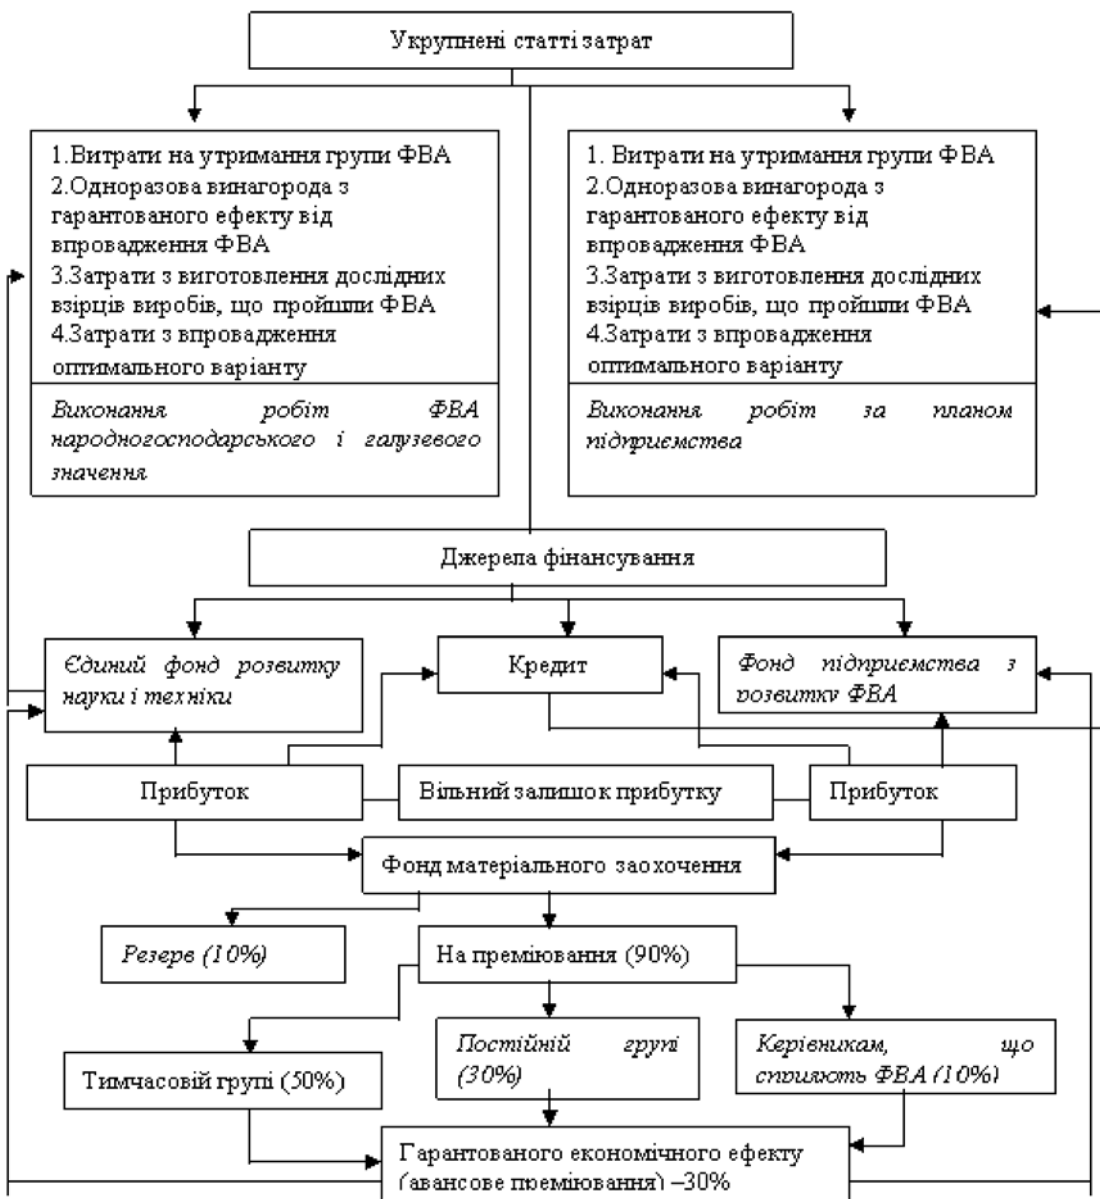 Укрупнені статті затрат
1.Витрати на утримання групи ФВА
2.Одноразова винагорода з
гарантованого ефекту від
впровадження ФВА
3.Затрати з виготовлення дослідних
взірців виробів, що пройшли ФВА
4.Затрати з впровадження
оптимального варіанту
Виконання робіт ФВА
народногосподарського і галузевого
значення
1. Витрати на утримання групи ФВА
2.Одноразова винагорода з
гарантованого ефекту від
впровадження ФВА
3.Затрати з виготовлення дослідних
взірців виробів, що пройшли ФВА
4.Затрати з впровадження
оптимального варіанту
Виконання робіт за планом
підприємства
Джерела фінансування
Єдиний фонд розвитку
науки і техніки
Кредит
Фонд підприємства з
розвитку ФВА
Прибуток
Вільний залишок прибутку
Прибуток
Фонд матеріального заохочення
Резерв (10%)
На преміювання (90%)
Тимчасовій групі (50%)
Постійній групі
(30%)
Керівникам, що
сприяють ФВА (10%)
Гарантованого економічного ефекту
(авансове преміювання) –30%